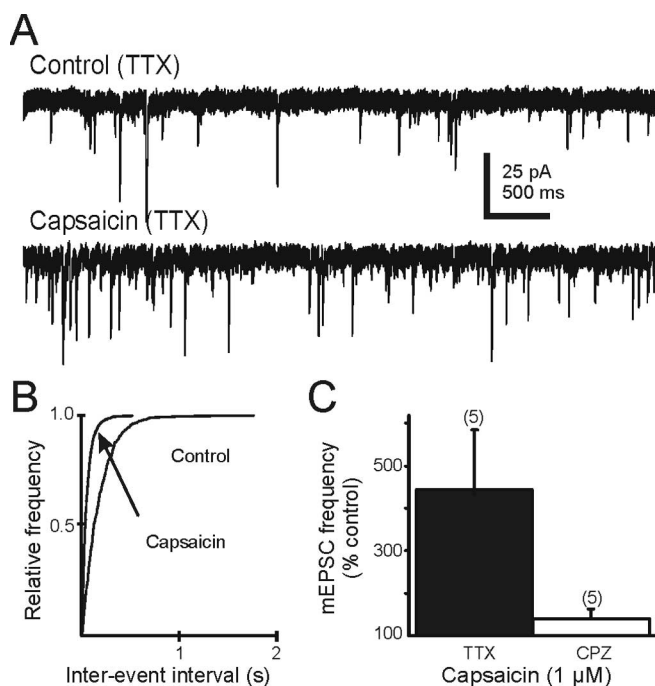 A
Control (TTX)
25 pA
500 ms
Capsaicin (TTX)
B
1.0
0.5
Relative frequency
Control
Capsaicin
1
2
Inter-event interval (s)
C
(5)
(5)
500
300
100
mEPSC frequency
(% control)
TTX
CPZ
Capsaicin (1 µM)